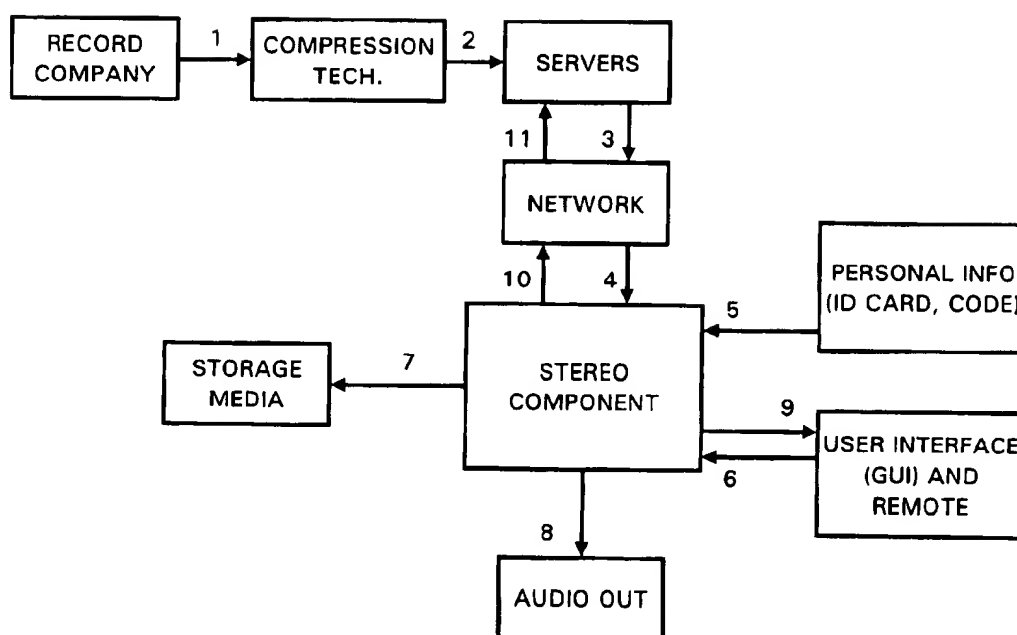 1
2
RECORD
COMPANY
COMPRESSION
TECH.
SERVERS
11
3
NETWORK
10
4
PERSONAL INFO
(ID CARD, CODE)
5
STORAGE
MEDIA
7
STEREO
COMPONENT
9
6
USER INTERFACE
(GUI) AND
REMOTE
8
AUDIO OUT